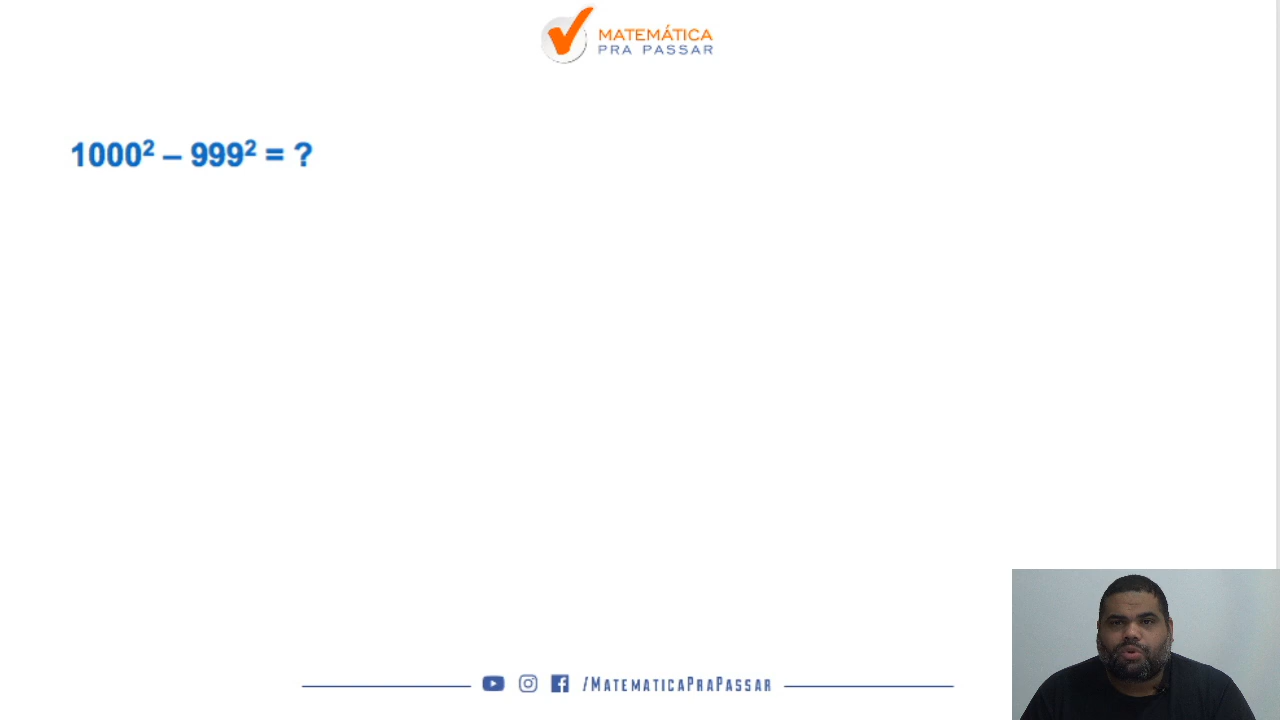 MATEMÁTICA
PRA PASSAR
1000² – 999² = ?
/MATEMATICAPRAPASSAR